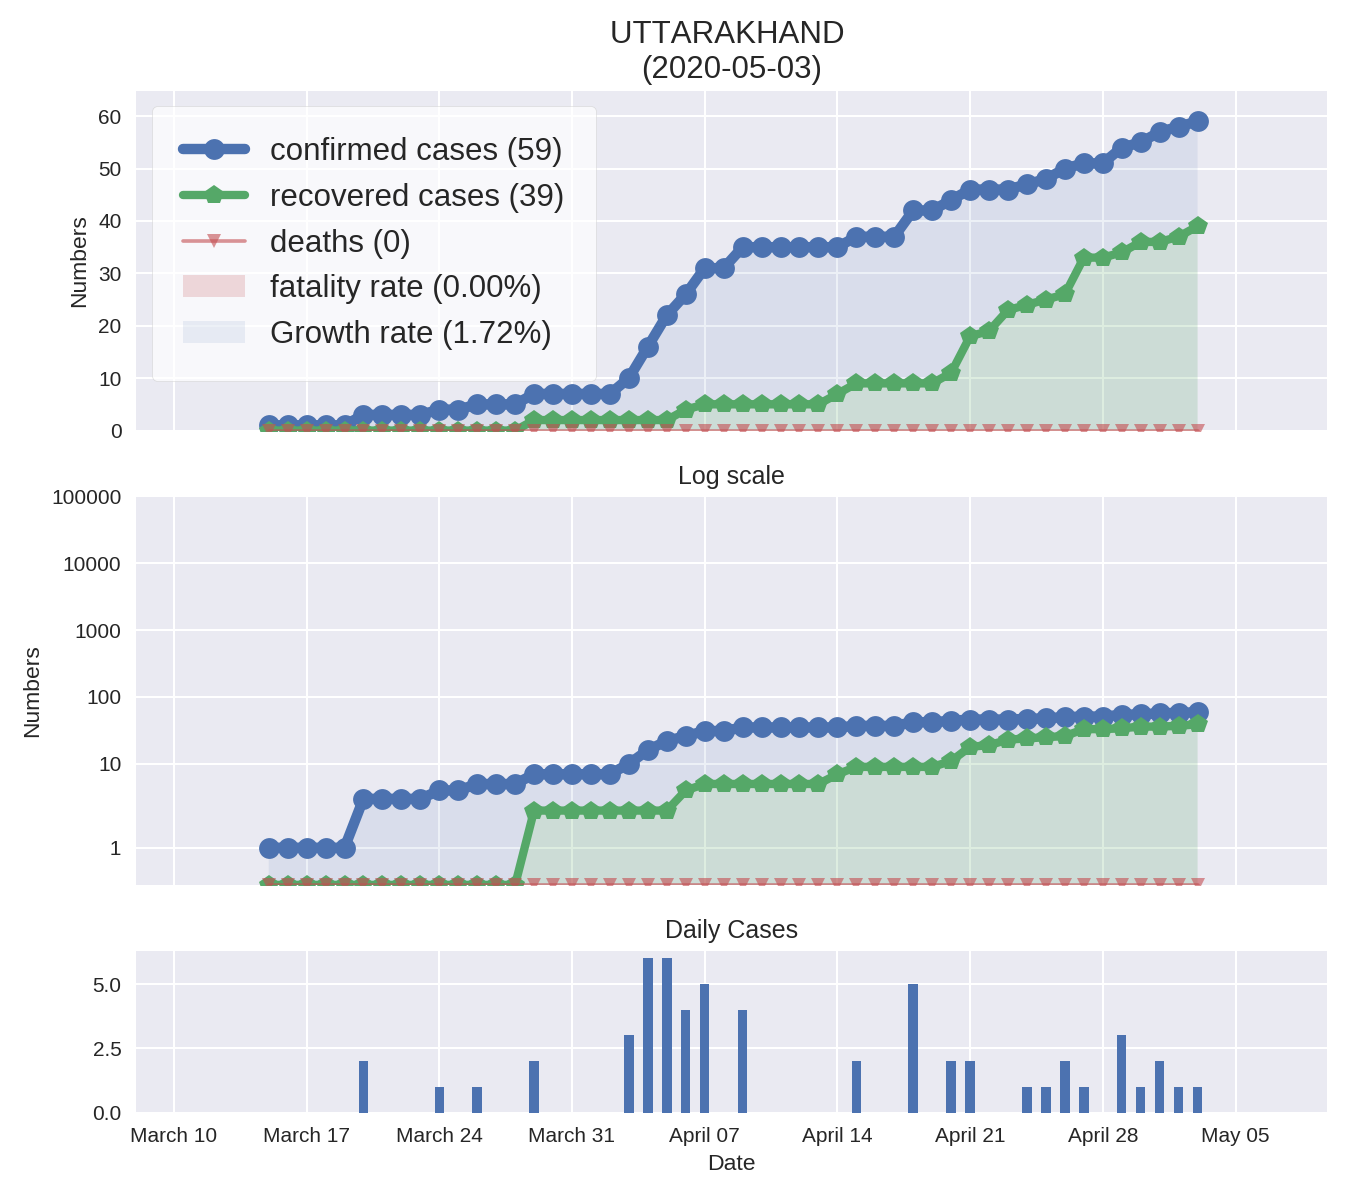 UTTARAKHAND
(2020-05-03)
60
50
40
30
20
10
0
Numbers
confirmed cases (59)
recovered cases (39)
deaths (0)
fatality rate (0.00%)
Growth rate (1.72%)
Log scale
100000
10000
1000
100
10
1
Numbers
Daily Cases
5.0
2.5
0.0
March 10 March 17 March 24 March 31 April 07 April 14 April 21 April 28 May 05
Date